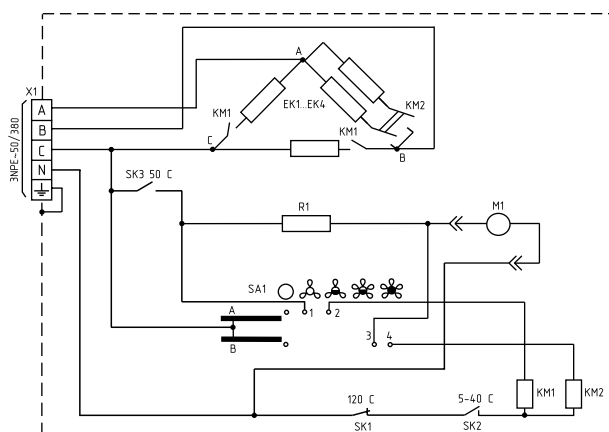 X1
3NPE~50/380
A
B
C
N
A
KM1
EK1...EK4
KM2
C
KM1
B
SK3 50 C
R1
M1
SA1
A
B
1
2
3
4
KM1
KM2
120 C
SK1
5-40 C
SK2